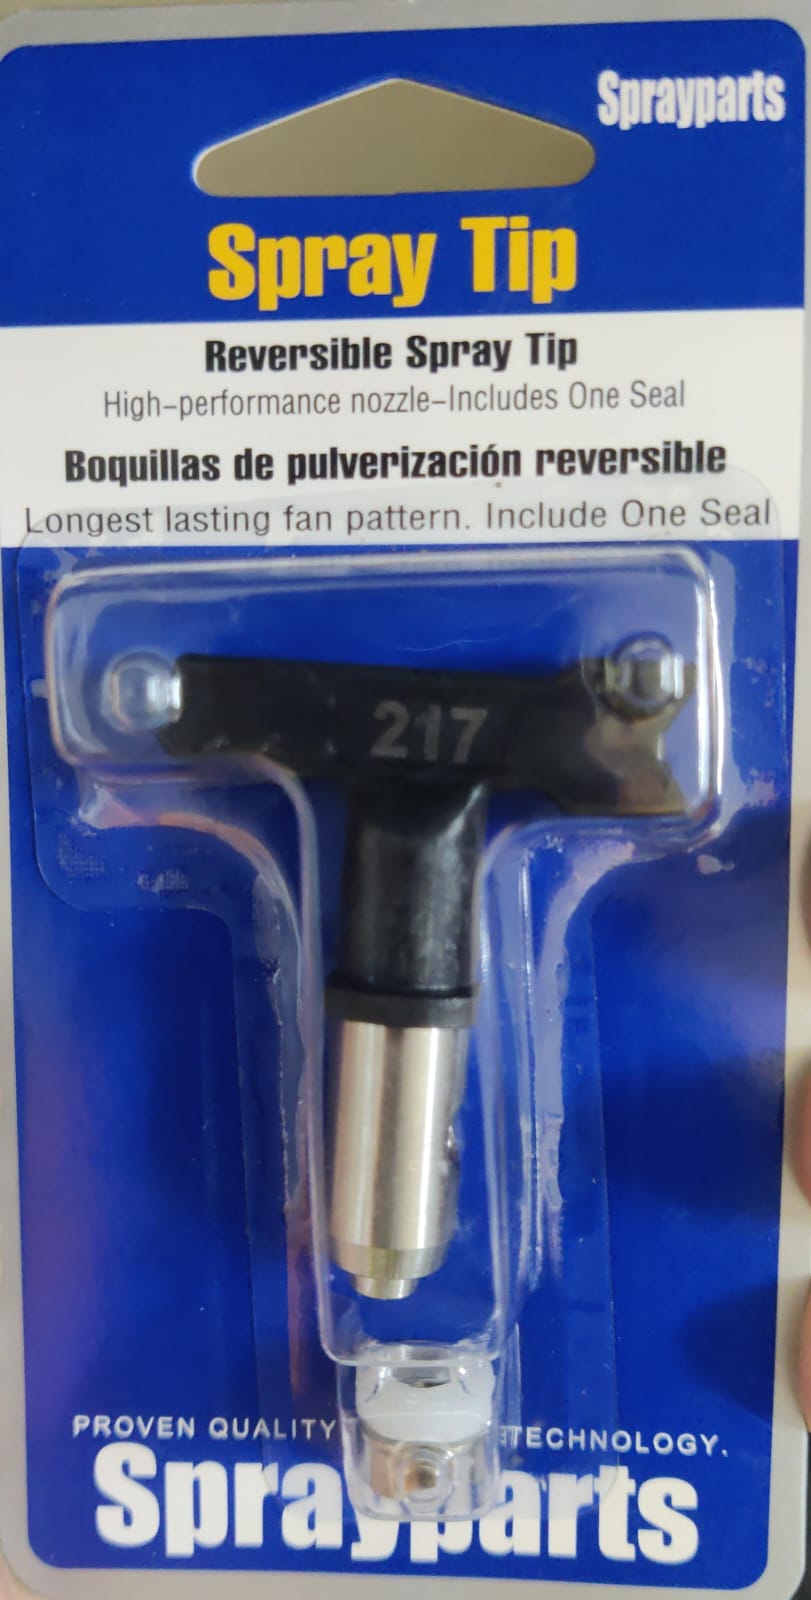 Sprayparts
Spray Tip
Reversible Spray Tip
High-performance nozzle-Includes One Seal
Boquillas de pulverización reversible
Longest lasting fan pattern. Include One Seal
217
PROVEN QUALITY TECHNOLOGY.
Sprayparts